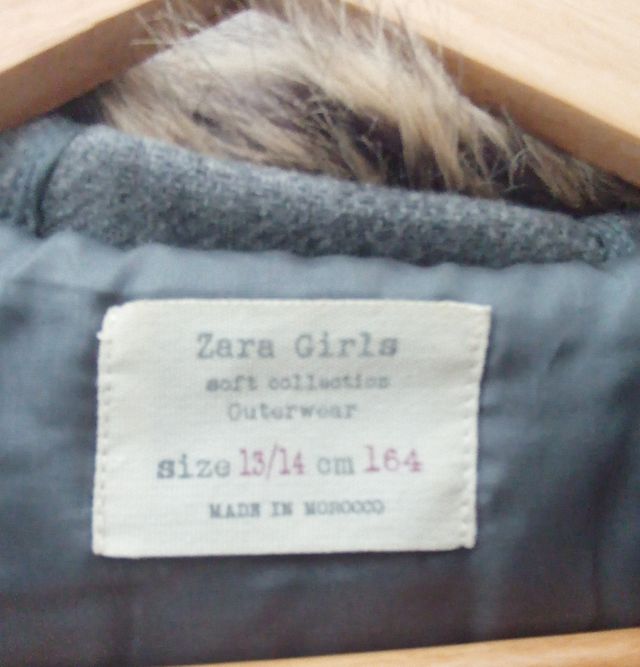 Zara Girls
soft collection
Outerwear
size 13/14 cm 164
MADE IN MOROCCO